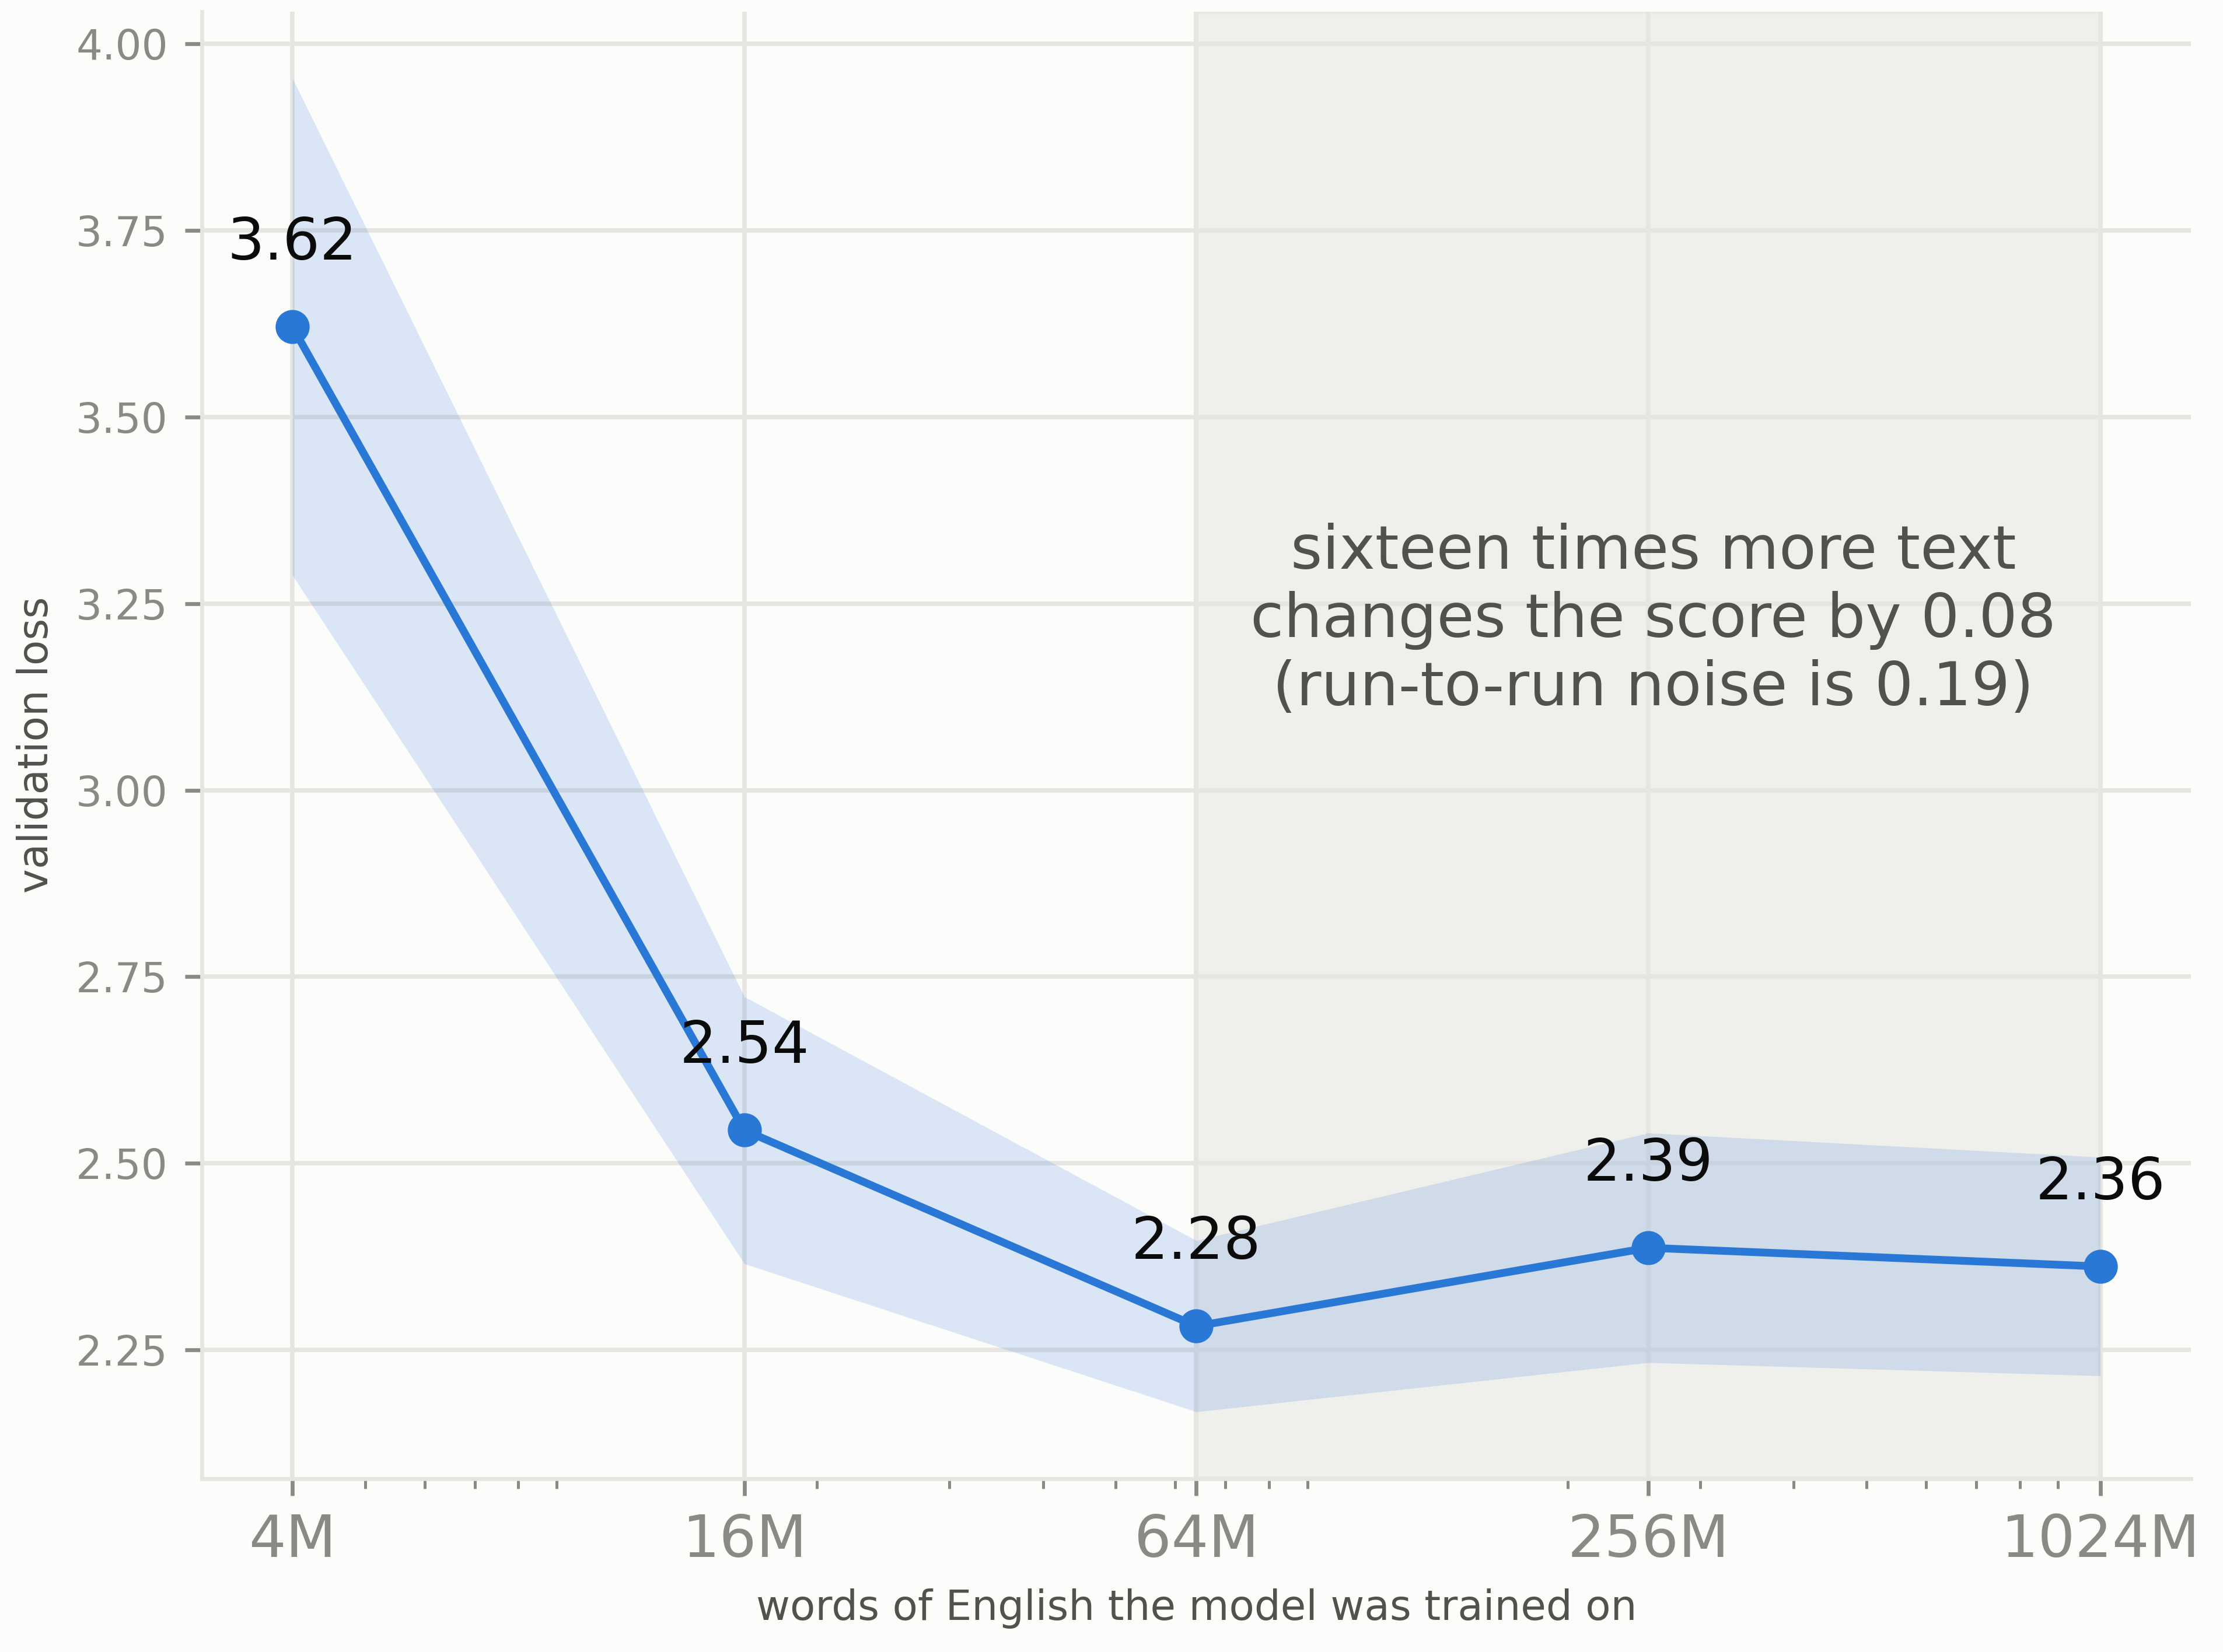 4.00
3.75
3.50
3.25
3.00
2.75
2.50
2.25
validation loss
3.62
2.54
2.28
2.39
2.36
sixteen times more text
changes the score by 0.08
(run-to-run noise is 0.19)
4M
16M
64M
256M
1024M
words of English the model was trained on